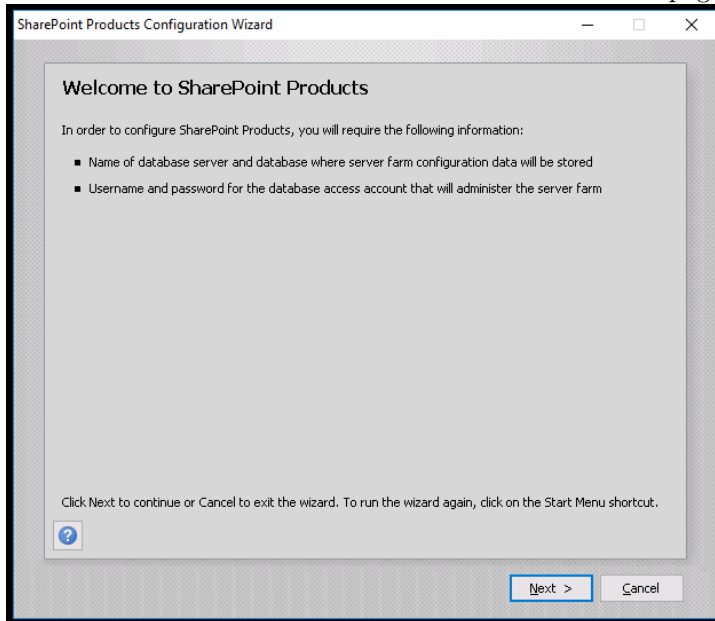 SharePoint Products Configuration Wizard
Welcome to SharePoint Products
In order to configure SharePoint Products, you will require the following information:
Name of database server and database where server farm configuration data will be stored
Username and password for the database access account that will administer the server farm
Click Next to continue or Cancel to exit the wizard. To run the wizard again, click on the Start Menu shortcut.
?
Next > Cancel